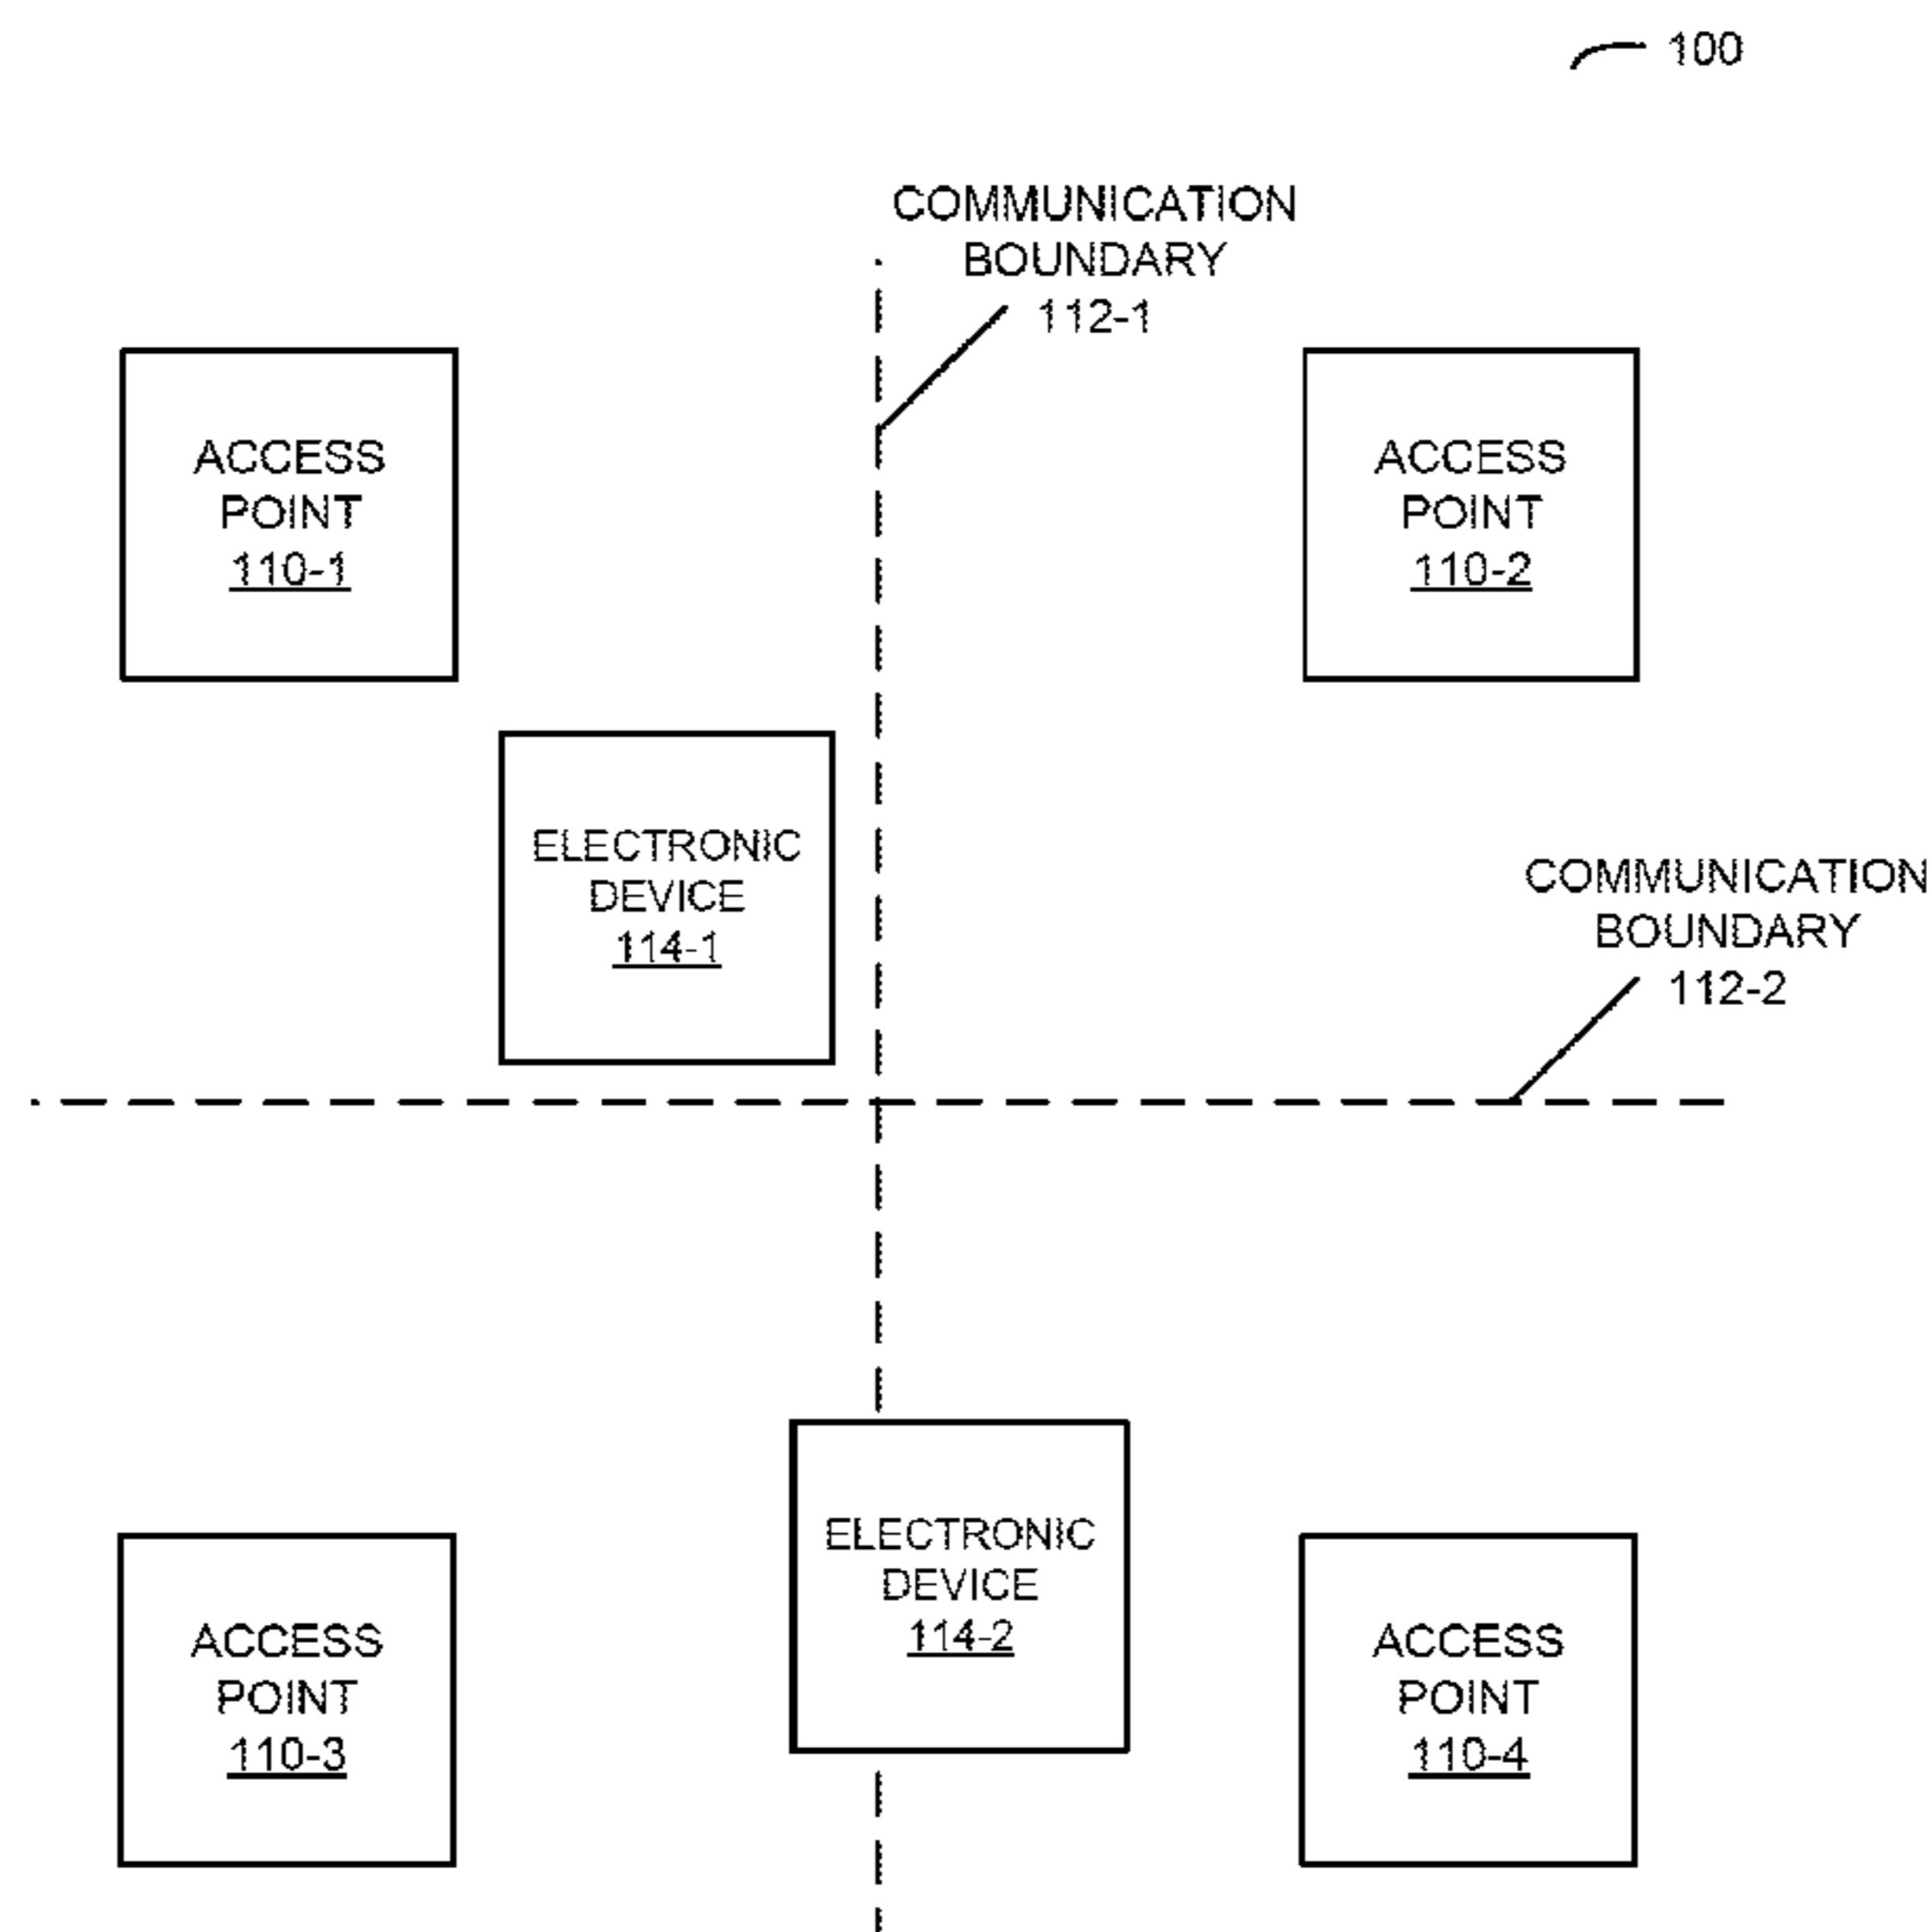 100
COMMUNICATION
BOUNDARY
112-1
ACCESS
POINT
110-1
ACCESS
POINT
110-2
ELECTRONIC
DEVICE
114-1
COMMUNICATION
BOUNDARY
112-2
ELECTRONIC
DEVICE
114-2
ACCESS
POINT
110-3
ACCESS
POINT
110-4